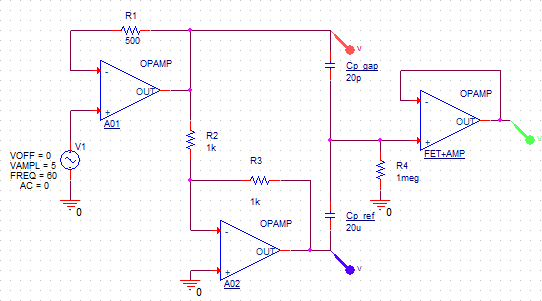 R1
500
OPAMP
-
OUT
+
A01
V
Cp_gap
20p
OPAMP
-
OUT
+
FET+AMP
V
V1
VOFF = 0
VAMPL = 5
FREQ = 60
AC = 0
0
R2
1k
R3
1k
R4
1meg
0
OPAMP
-
OUT
+
A02
0
Cp_ref
20u
V